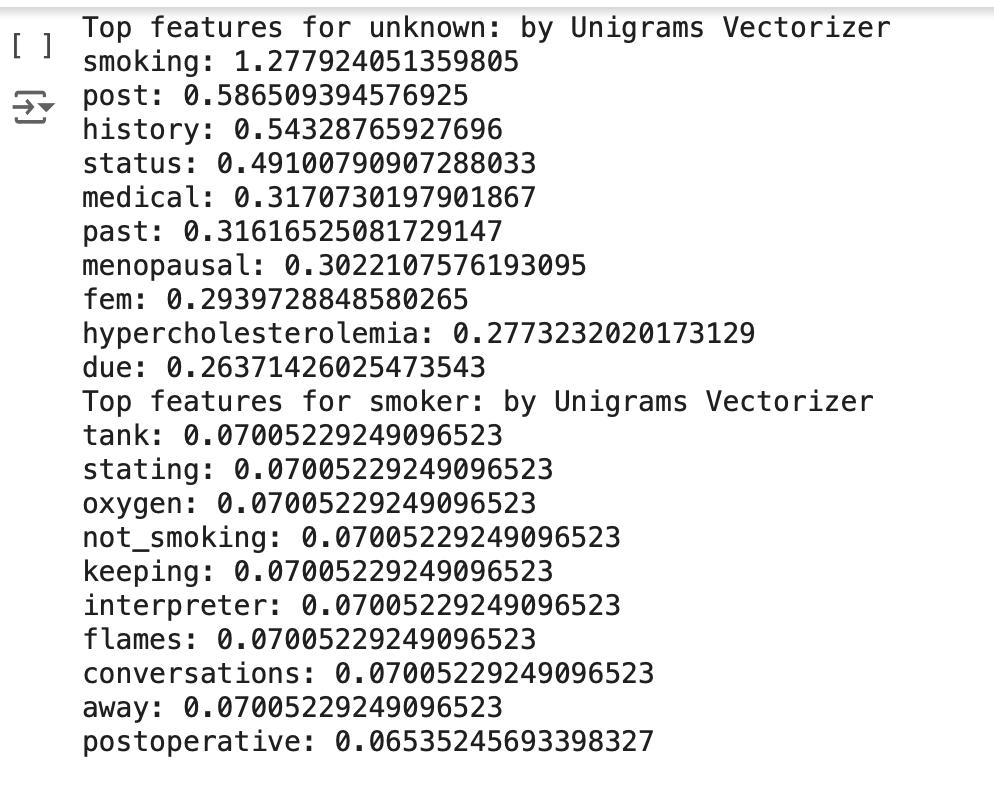 [ ]
Top features for unknown: by Unigrams Vectorizer
smoking: 1.277924051359805
post: 0.586509394576925
history: 0.54328765927696
status: 0.49100790907288033
medical: 0.3170730197901867
past: 0.31616525081729147
menopausal: 0.3022107576193095
fem: 0.2939728848580265
hypercholesterolemia: 0.2773232020173129
due: 0.26371426025473543
Top features for smoker: by Unigrams Vectorizer
tank: 0.07005229249096523
stating: 0.07005229249096523
oxygen: 0.07005229249096523
not_smoking: 0.07005229249096523
keeping: 0.07005229249096523
interpreter: 0.07005229249096523
flames: 0.07005229249096523
conversations: 0.07005229249096523
away: 0.07005229249096523
postoperative: 0.06535245693398327